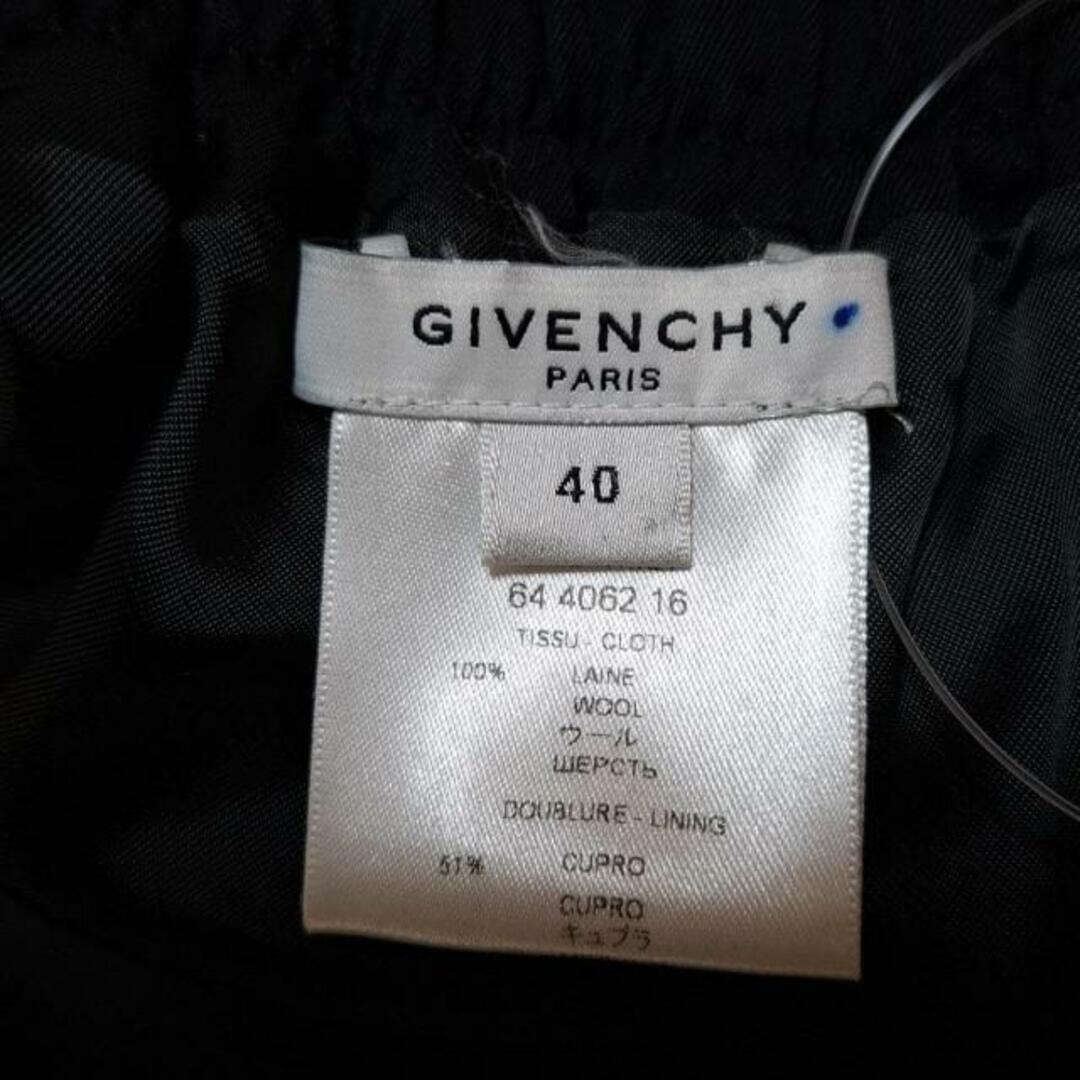 GIVENCHY
PARIS
40
64 4062 16
TISSU - CLOTH
100% LAINE
WOOL
ウール
ШЕРСТЬ
DOUBLURE - LINING
51% CUPRO
CUPRO
キュプラ